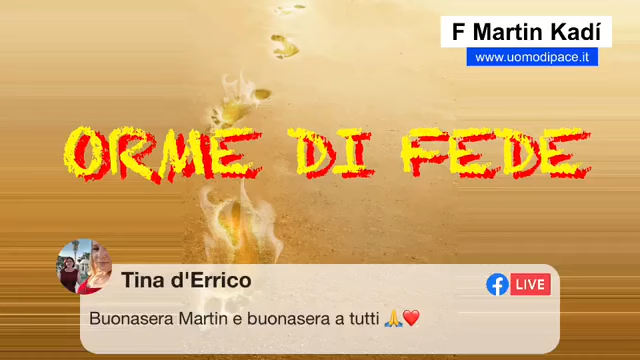 F Martin Kadí
www.uomodipace.it
ORME DI FEDE
Tina d'Errico
LIVE
Buonasera Martin e buonasera a tutti 🙏❤️